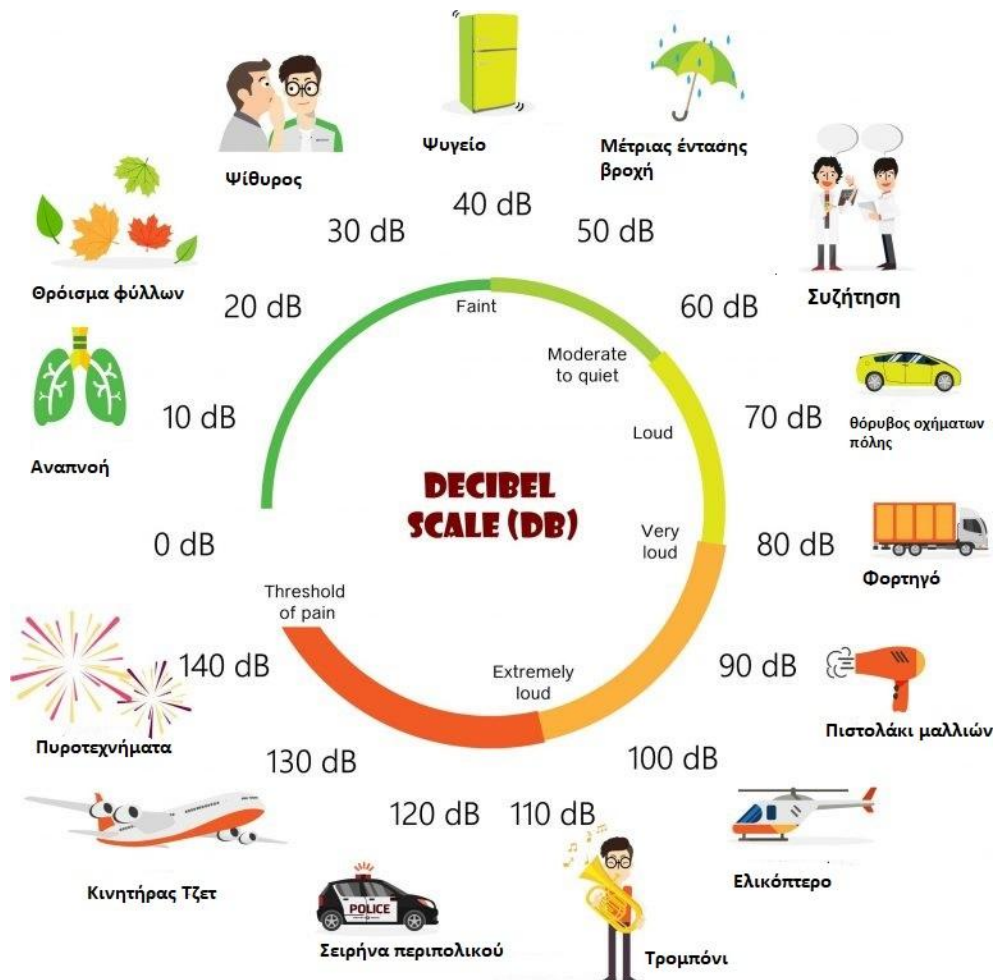 Ψίθυρος
30 dB
Ψυγείο
40 dB
Μέτριας έντασης
βροχή
50 dB
Συζήτηση
60 dB
θόρυβος οχήματων
πόλης
70 dB
Φορτηγό
80 dB
Πιστολάκι μαλλιών
90 dB
Ελικόπτερο
100 dB
Τρομπόνι
110 dB
POLICE
Σειρήνα περιπολικού
120 dB
Κινητήρας Τζετ
130 dB
Πυροτεχνήματα
140 dB
0 dB
Αναπνοή
10 dB
Θρόισμα φύλλων
20 dB
Faint
Moderate
to quiet
Loud
Very
loud
Extremely
loud
Threshold
of pain
DECIBEL
SCALE (DB)